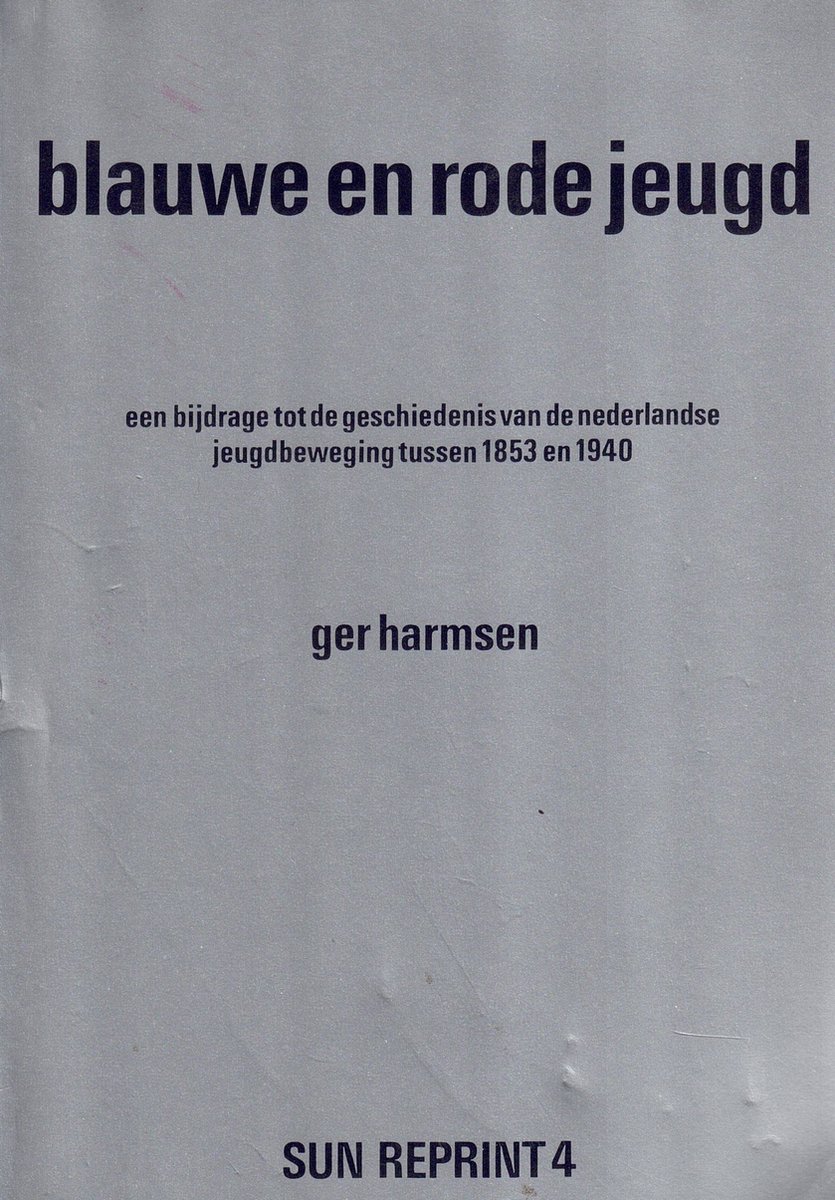 blauwe en rode jeugd
een bijdrage tot de geschiedenis van de nederlandse
jeugdbeweging tussen 1853 en 1940
ger harmsen
SUN REPRINT 4